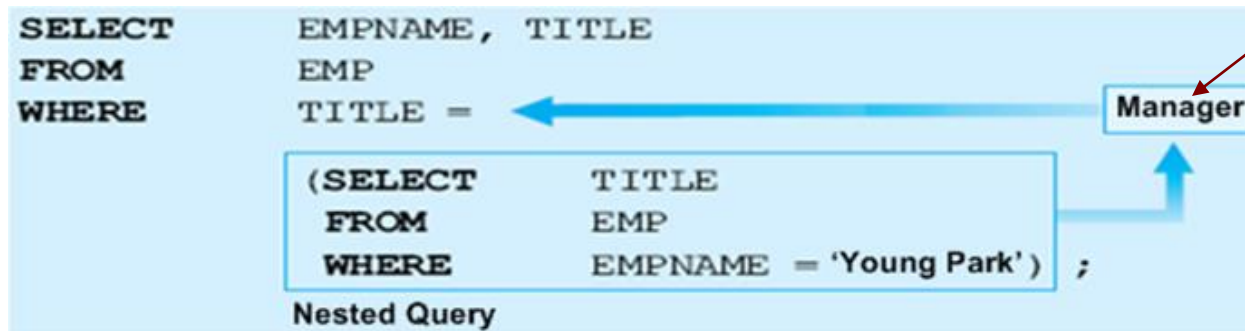 SELECT EMPNAME, TITLE
FROM EMP
WHERE TITLE =
Manager
(SELECT TITLE
FROM EMP
WHERE EMPNAME = ‘Young Park’) ;
Nested Query